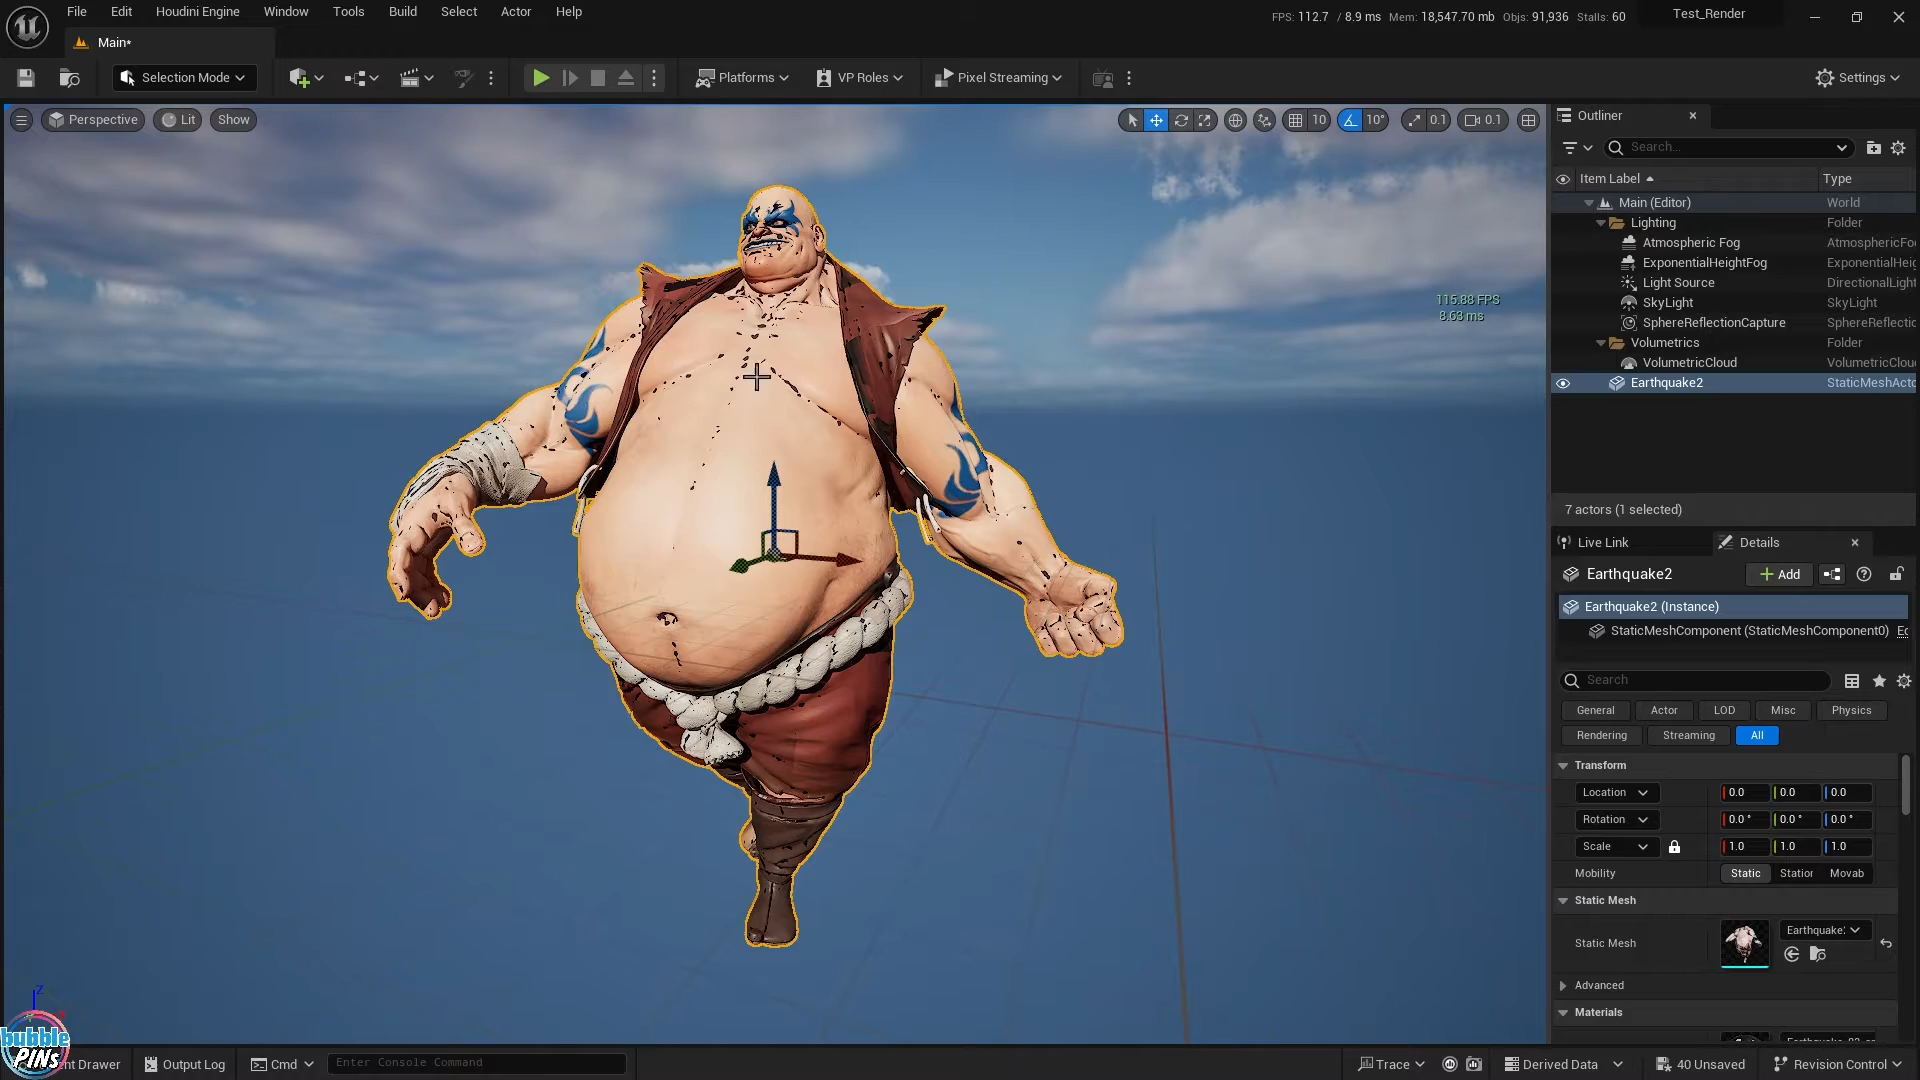 File Edit Houdini Engine Window Tools Build Select Actor Help
FPS: 112.7 / 8.9 ms Mem: 18,547.70 mb Objs: 91,936 Stalls: 60
Test_Render
Main*
Selection Mode Platforms VP Roles Pixel Streaming Settings
Perspective Lit Show 10 10° 0.1 0.1
115.88 FPS
8.63 ms
Outliner
Search...
Item Label Type
Main (Editor) World
Lighting Folder
Atmospheric Fog AtmosphericFo
ExponentialHeightFog ExponentialHeig
Light Source DirectionalLight
SkyLight SkyLight
SphereReflectionCapture SphereReflectic
Volumetrics Folder
VolumetricCloud VolumetricClou
Earthquake2 StaticMeshActo
7 actors (1 selected)
Live Link Details
Earthquake2 Add
Earthquake2 (Instance)
StaticMeshComponent (StaticMeshComponent0)
Search
General Actor LOD Misc Physics
Rendering Streaming All
Transform
Location 0.0 0.0 0.0
Rotation 0.0 ° 0.0 ° 0.0 °
Scale 1.0 1.0 1.0
Mobility Static Station Movab
Static Mesh
Static Mesh Earthquake
Advanced
Materials
Z
bubble
PINS
nt Drawer Output Log Cmd Enter Console Command Trace Derived Data 40 Unsaved Revision Control